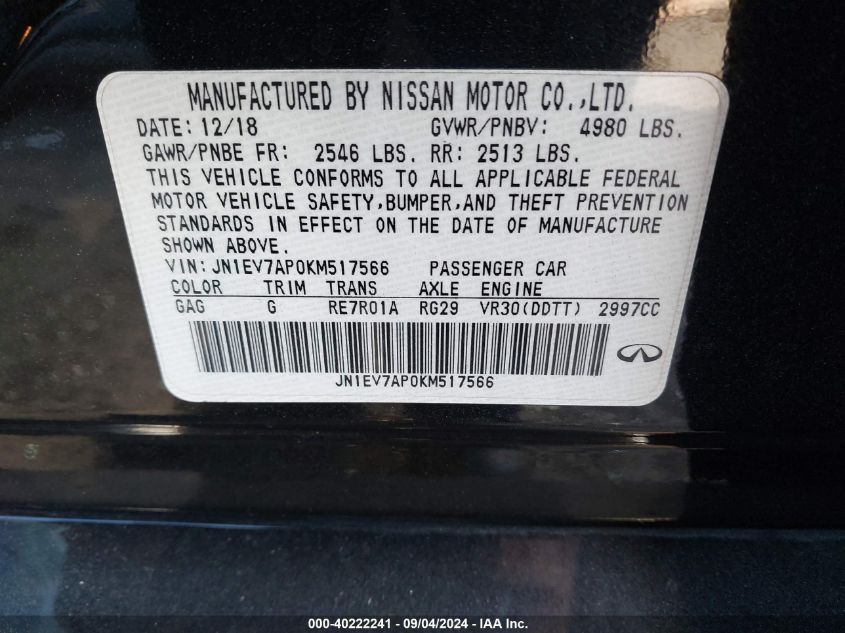 MANUFACTURED BY NISSAN MOTOR CO.,LTD.
DATE: 12/18 GVWR/PNBV: 4980 LBS.
GAWR/PNBE FR: 2546 LBS. RR: 2513 LBS.
THIS VEHICLE CONFORMS TO ALL APPLICABLE FEDERAL
MOTOR VEHICLE SAFETY,BUMPER,AND THEFT PREVENTION
STANDARDS IN EFFECT ON THE DATE OF MANUFACTURE
SHOWN ABOVE.
VIN:JN1EV7AP0KM517566 PASSENGER CAR
COLOR TRIM TRANS AXLE ENGINE
GAG G RE7R01A RG29 VR30(DDTT) 2997CC
JN1EV7AP0KM517566
000-40222241 - 09/04/2024 - IAA Inc.